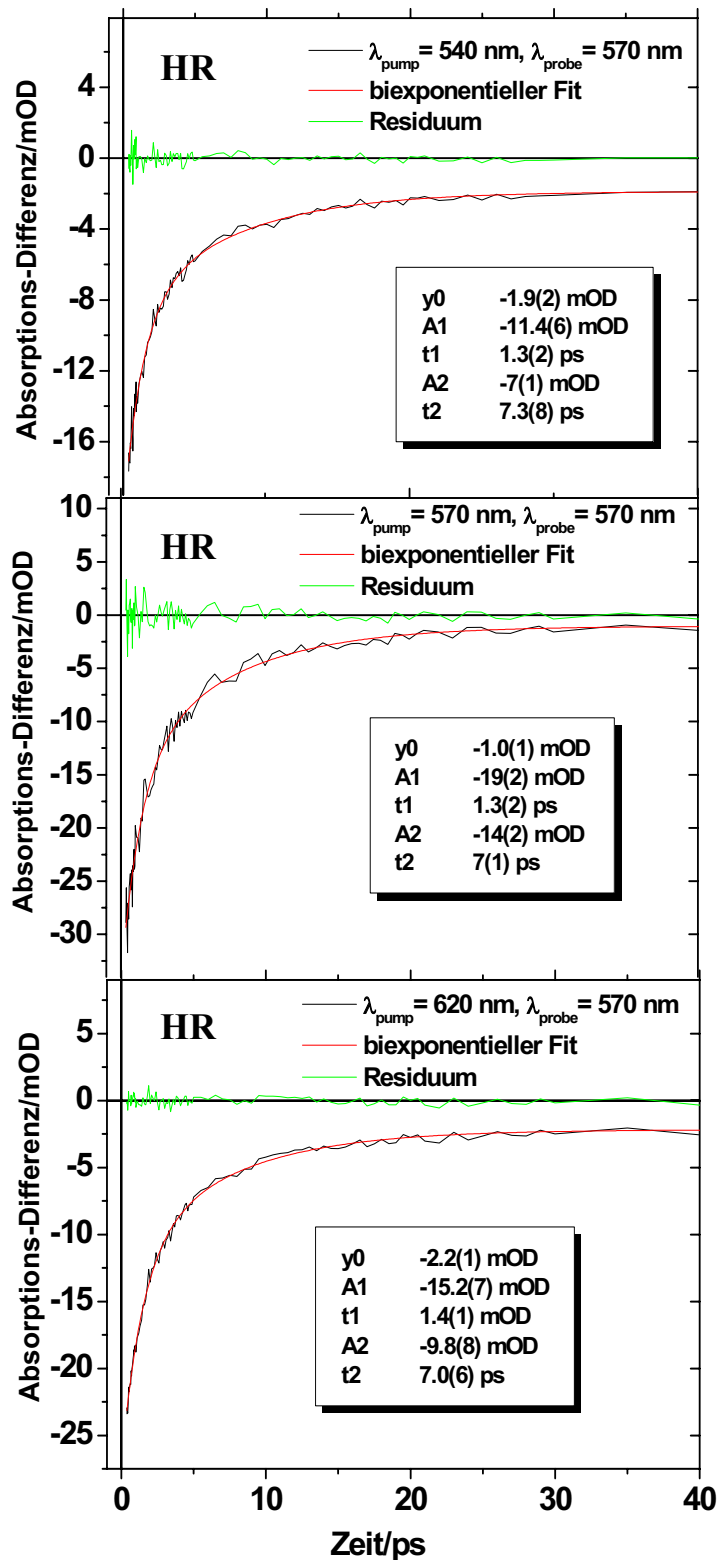 HR
λpump= 540 nm, λprobe= 570 nm
biexponentieller Fit
Residuum
Absorptions-Differenz/mOD
4
0
-4
-8
-12
-16
y0 -1.9(2) mOD
A1 -11.4(6) mOD
t1 1.3(2) ps
A2 -7(1) mOD
t2 7.3(8) ps
HR
λpump= 570 nm, λprobe= 570 nm
biexponentieller Fit
Residuum
Absorptions-Differenz/mOD
10
5
0
-5
-10
-15
-20
-25
-30
y0 -1.0(1) mOD
A1 -19(2) mOD
t1 1.3(2) ps
A2 -14(2) mOD
t2 7(1) ps
HR
λpump= 620 nm, λprobe= 570 nm
biexponentieller Fit
Residuum
Absorptions-Differenz/mOD
5
0
-5
-10
-15
-20
-25
y0 -2.2(1) mOD
A1 -15.2(7) mOD
t1 1.4(1) mOD
A2 -9.8(8) mOD
t2 7.0(6) ps
0 10 20 30 40
Zeit/ps